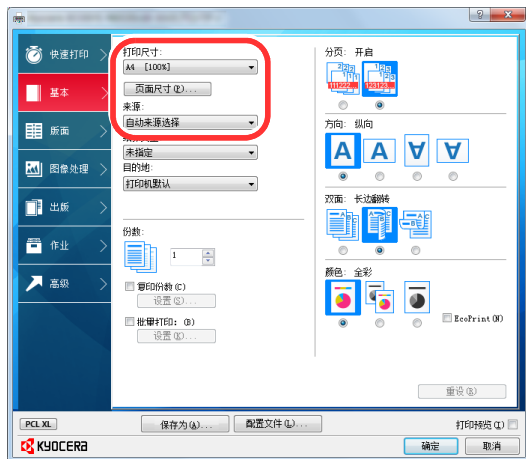 快速打印
基本
版面
图像处理
出版
作业
高级
打印尺寸:
A4 [100%]
页面尺寸(P)...
来源:
自动来源选择
未指定
目的地:
打印机默认
份数:
1
复印份数(C)
设置(S)...
批量打印: (B)
设置(K)...
分页: 开启
方向: 纵向
双面: 长边翻转
颜色: 全彩
EcoPrint(N)
重设(R)
PCL XL
保存为(A)...
配置文件(L)...
打印预览(I)
KYOCERA
确定
取消